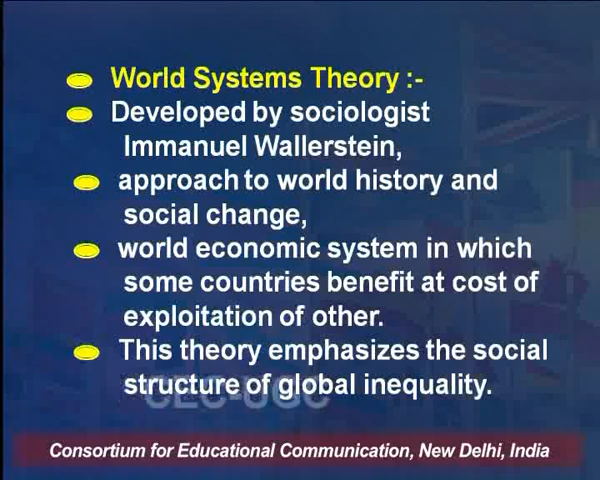 World Systems Theory :-
Developed by sociologist
Immanuel Wallerstein,
approach to world history and
social change,
world economic system in which
some countries benefit at cost of
exploitation of other.
This theory emphasizes the social
structure of global inequality.
CEC-UGC
Consortium for Educational Communication, New Delhi, India